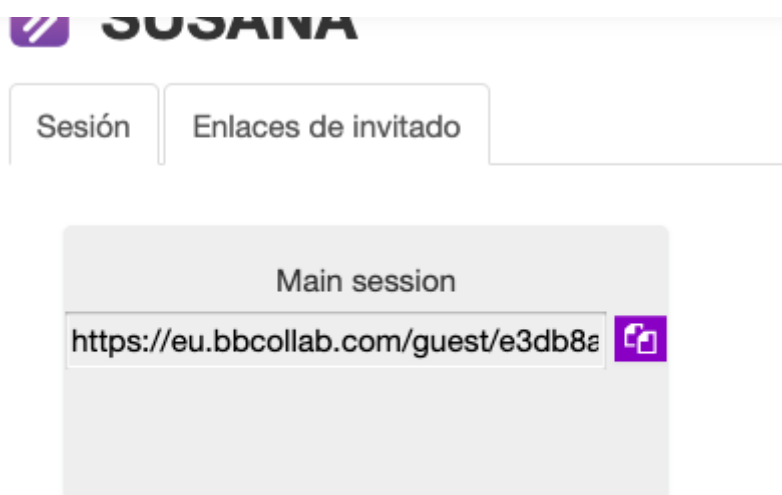 SUSANA
Sesión
Enlaces de invitado
Main session
https://eu.bbcollab.com/guest/e3db8a